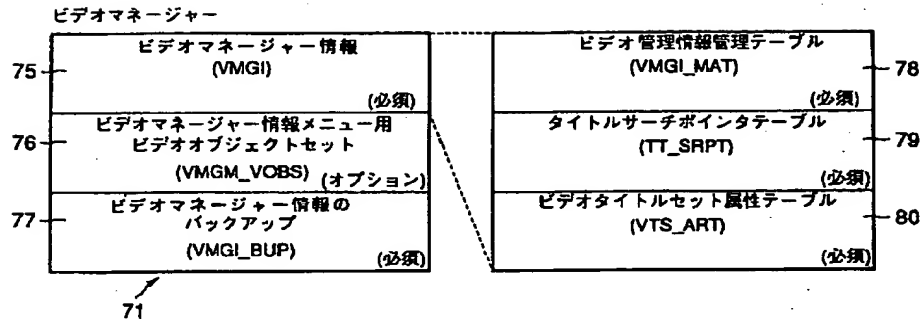 ビデオマネージャー
75
ビデオマネージャー情報
(VMGI)
(必須)
76
ビデオマネージャー情報メニュー用
ビデオオブジェクトセット
(VMGM_VOBS) (オプション)
77
ビデオマネージャー情報の
バックアップ
(VMGI_BUP)
(必須)
71
ビデオ管理情報管理テーブル
(VMGI_MAT)
(必須)
78
タイトルサーチポインタテーブル
(TT_SRPT)
(必須)
79
ビデオタイトルセット属性テーブル
(VTS_ART)
(必須)
80